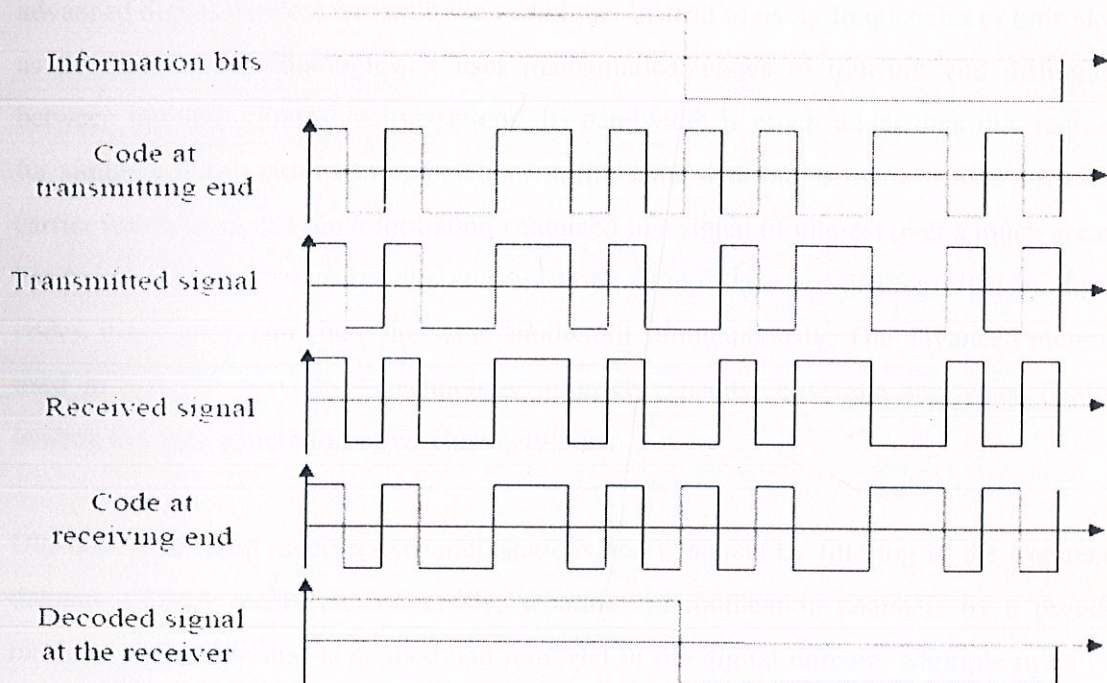 Information bits
Code at
transmitting end
Transmitted signal
Received signal
Code at
receiving end
Decoded signal
at the receiver